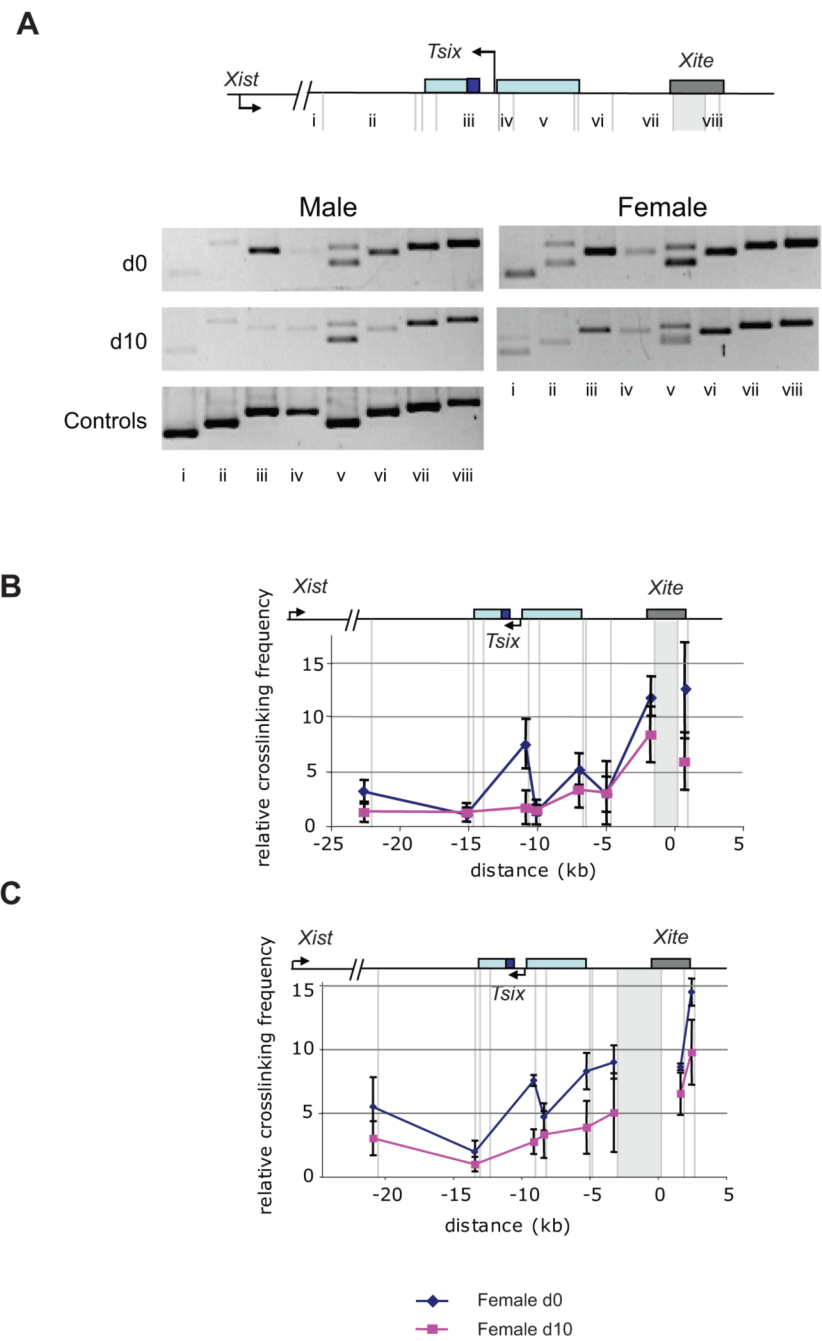 A
Xist
Tsix
Xite
i ii iii iv v vi vii viii
Male Female
d0
d10
i ii iii iv v vi vii viii
Controls
i ii iii iv v vi vii viii
B
Xist
Tsix
Xite
relative crosslinking frequency
15
10
5
0
-25 -20 -15 -10 -5 0 5
distance (kb)
C
Xist
Tsix
Xite
relative crosslinking frequency
15
10
5
0
-20 -15 -10 -5 0 5
distance (kb)
Female d0
Female d10